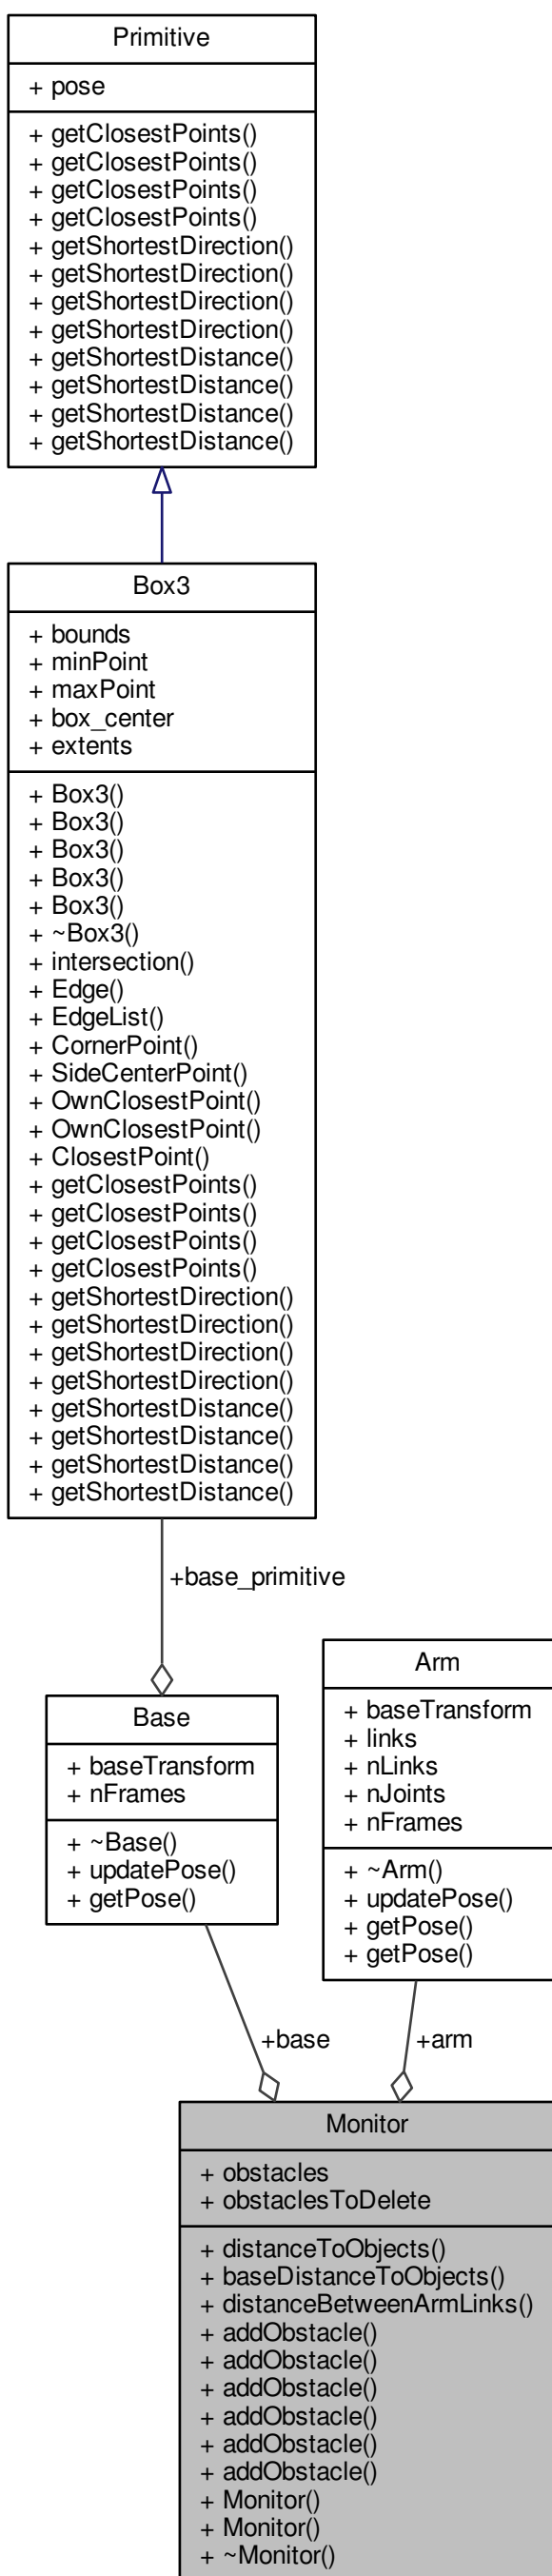 Primitive
+ pose
+ getClosestPoints()
+ getClosestPoints()
+ getClosestPoints()
+ getClosestPoints()
+ getShortestDirection()
+ getShortestDirection()
+ getShortestDirection()
+ getShortestDirection()
+ getShortestDistance()
+ getShortestDistance()
+ getShortestDistance()
+ getShortestDistance()
Box3
+ bounds
+ minPoint
+ maxPoint
+ box_center
+ extents
+ Box3()
+ Box3()
+ Box3()
+ Box3()
+ Box3()
+ ~Box3()
+ intersection()
+ Edge()
+ EdgeList()
+ CornerPoint()
+ SideCenterPoint()
+ OwnClosestPoint()
+ OwnClosestPoint()
+ ClosestPoint()
+ getClosestPoints()
+ getClosestPoints()
+ getClosestPoints()
+ getClosestPoints()
+ getShortestDirection()
+ getShortestDirection()
+ getShortestDirection()
+ getShortestDirection()
+ getShortestDistance()
+ getShortestDistance()
+ getShortestDistance()
+ getShortestDistance()
+base_primitive
Base
+ baseTransform
+ nFrames
+ ~Base()
+ updatePose()
+ getPose()
Arm
+ baseTransform
+ links
+ nLinks
+ nJoints
+ nFrames
+ ~Arm()
+ updatePose()
+ getPose()
+ getPose()
+base
+arm
Monitor
+ obstacles
+ obstaclesToDelete
+ distanceToObjects()
+ baseDistanceToObjects()
+ distanceBetweenArmLinks()
+ addObstacle()
+ addObstacle()
+ addObstacle()
+ addObstacle()
+ addObstacle()
+ addObstacle()
+ Monitor()
+ Monitor()
+ ~Monitor()